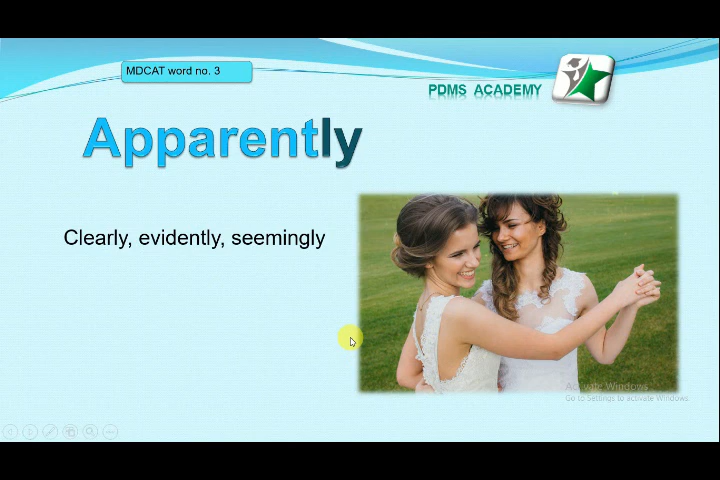 MDCAT word no. 3
PDMS ACADEMY
Apparently
Clearly, evidently, seemingly
Activate Windows
Go to Settings to activate Windows.